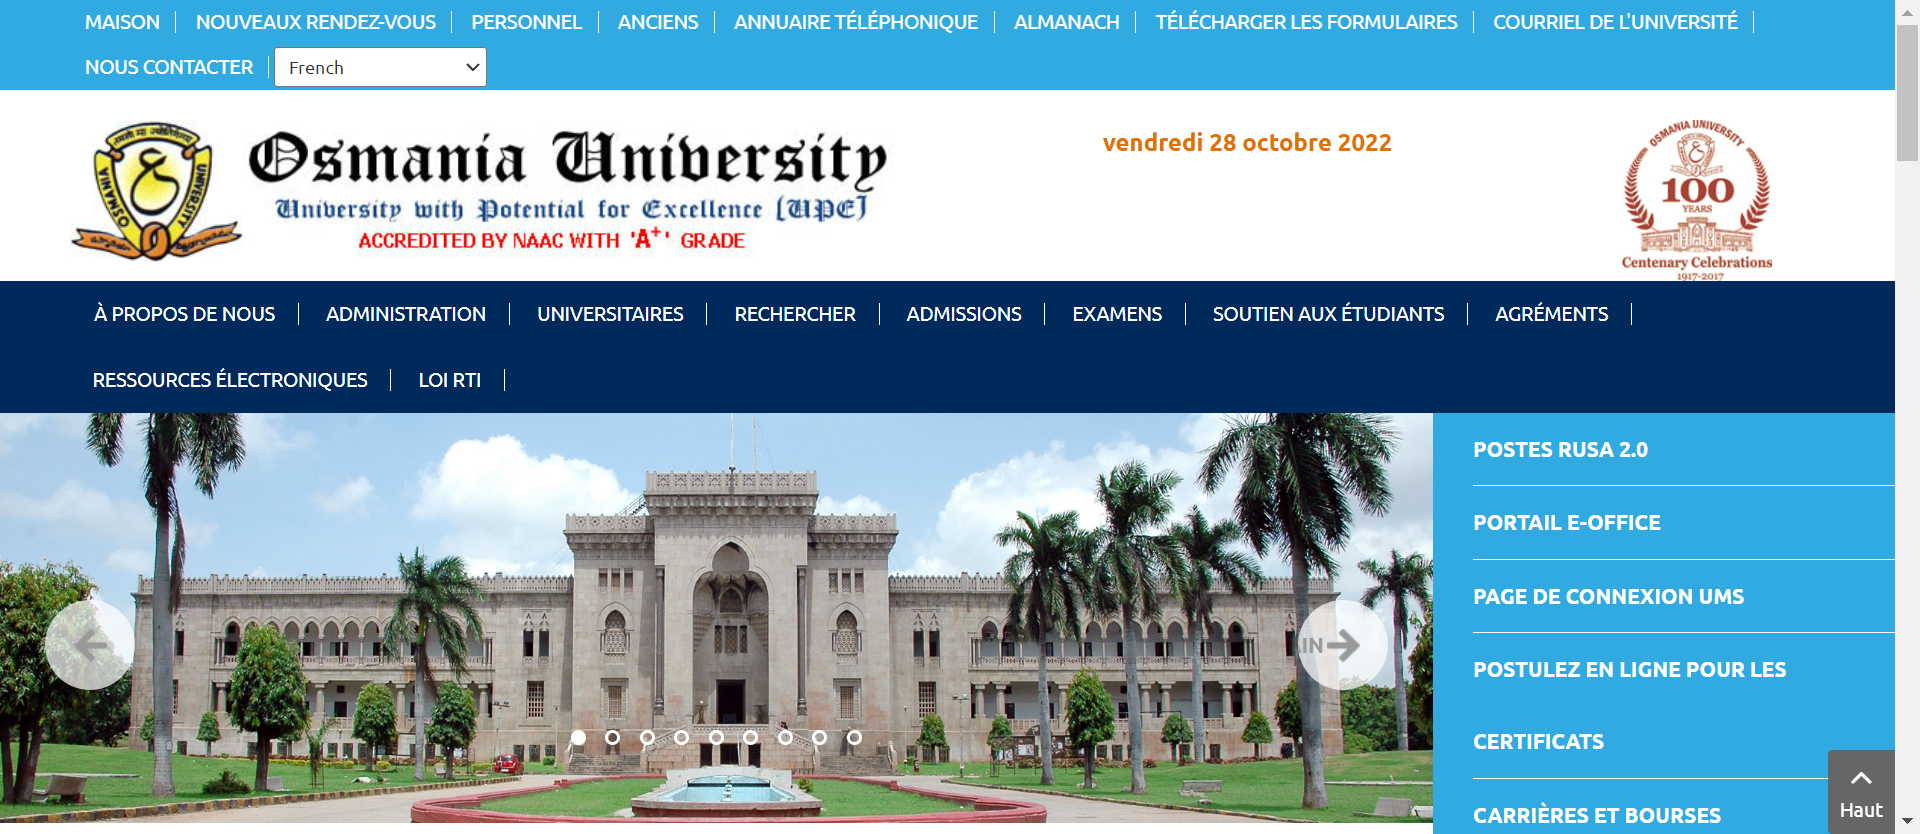 MAISON
NOUVEAUX RENDEZ-VOUS
PERSONNEL
ANCIENS
ANNUAIRE TÉLÉPHONIQUE
ALMANACH
TÉLÉCHARGER LES FORMULAIRES
COURRIEL DE L'UNIVERSITÉ
NOUS CONTACTER
French
OSMANIA UNIVERSITY
Osmania University
University with Potential for Excellence [UPE]
ACCREDITED BY NAAC WITH 'A+' GRADE
vendredi 28 octobre 2022
OSMANIA UNIVERSITY
100
YEARS
Centenary Celebrations
1917-2017
À PROPOS DE NOUS
ADMINISTRATION
UNIVERSITAIRES
RECHERCHER
ADMISSIONS
EXAMENS
SOUTIEN AUX ÉTUDIANTS
AGRÉMENTS
RESSOURCES ÉLECTRONIQUES
LOI RTI
IN
POSTES RUSA 2.0
PORTAIL E-OFFICE
PAGE DE CONNEXION UMS
POSTULEZ EN LIGNE POUR LES
CERTIFICATS
CARRIÈRES ET BOURSES
Haut